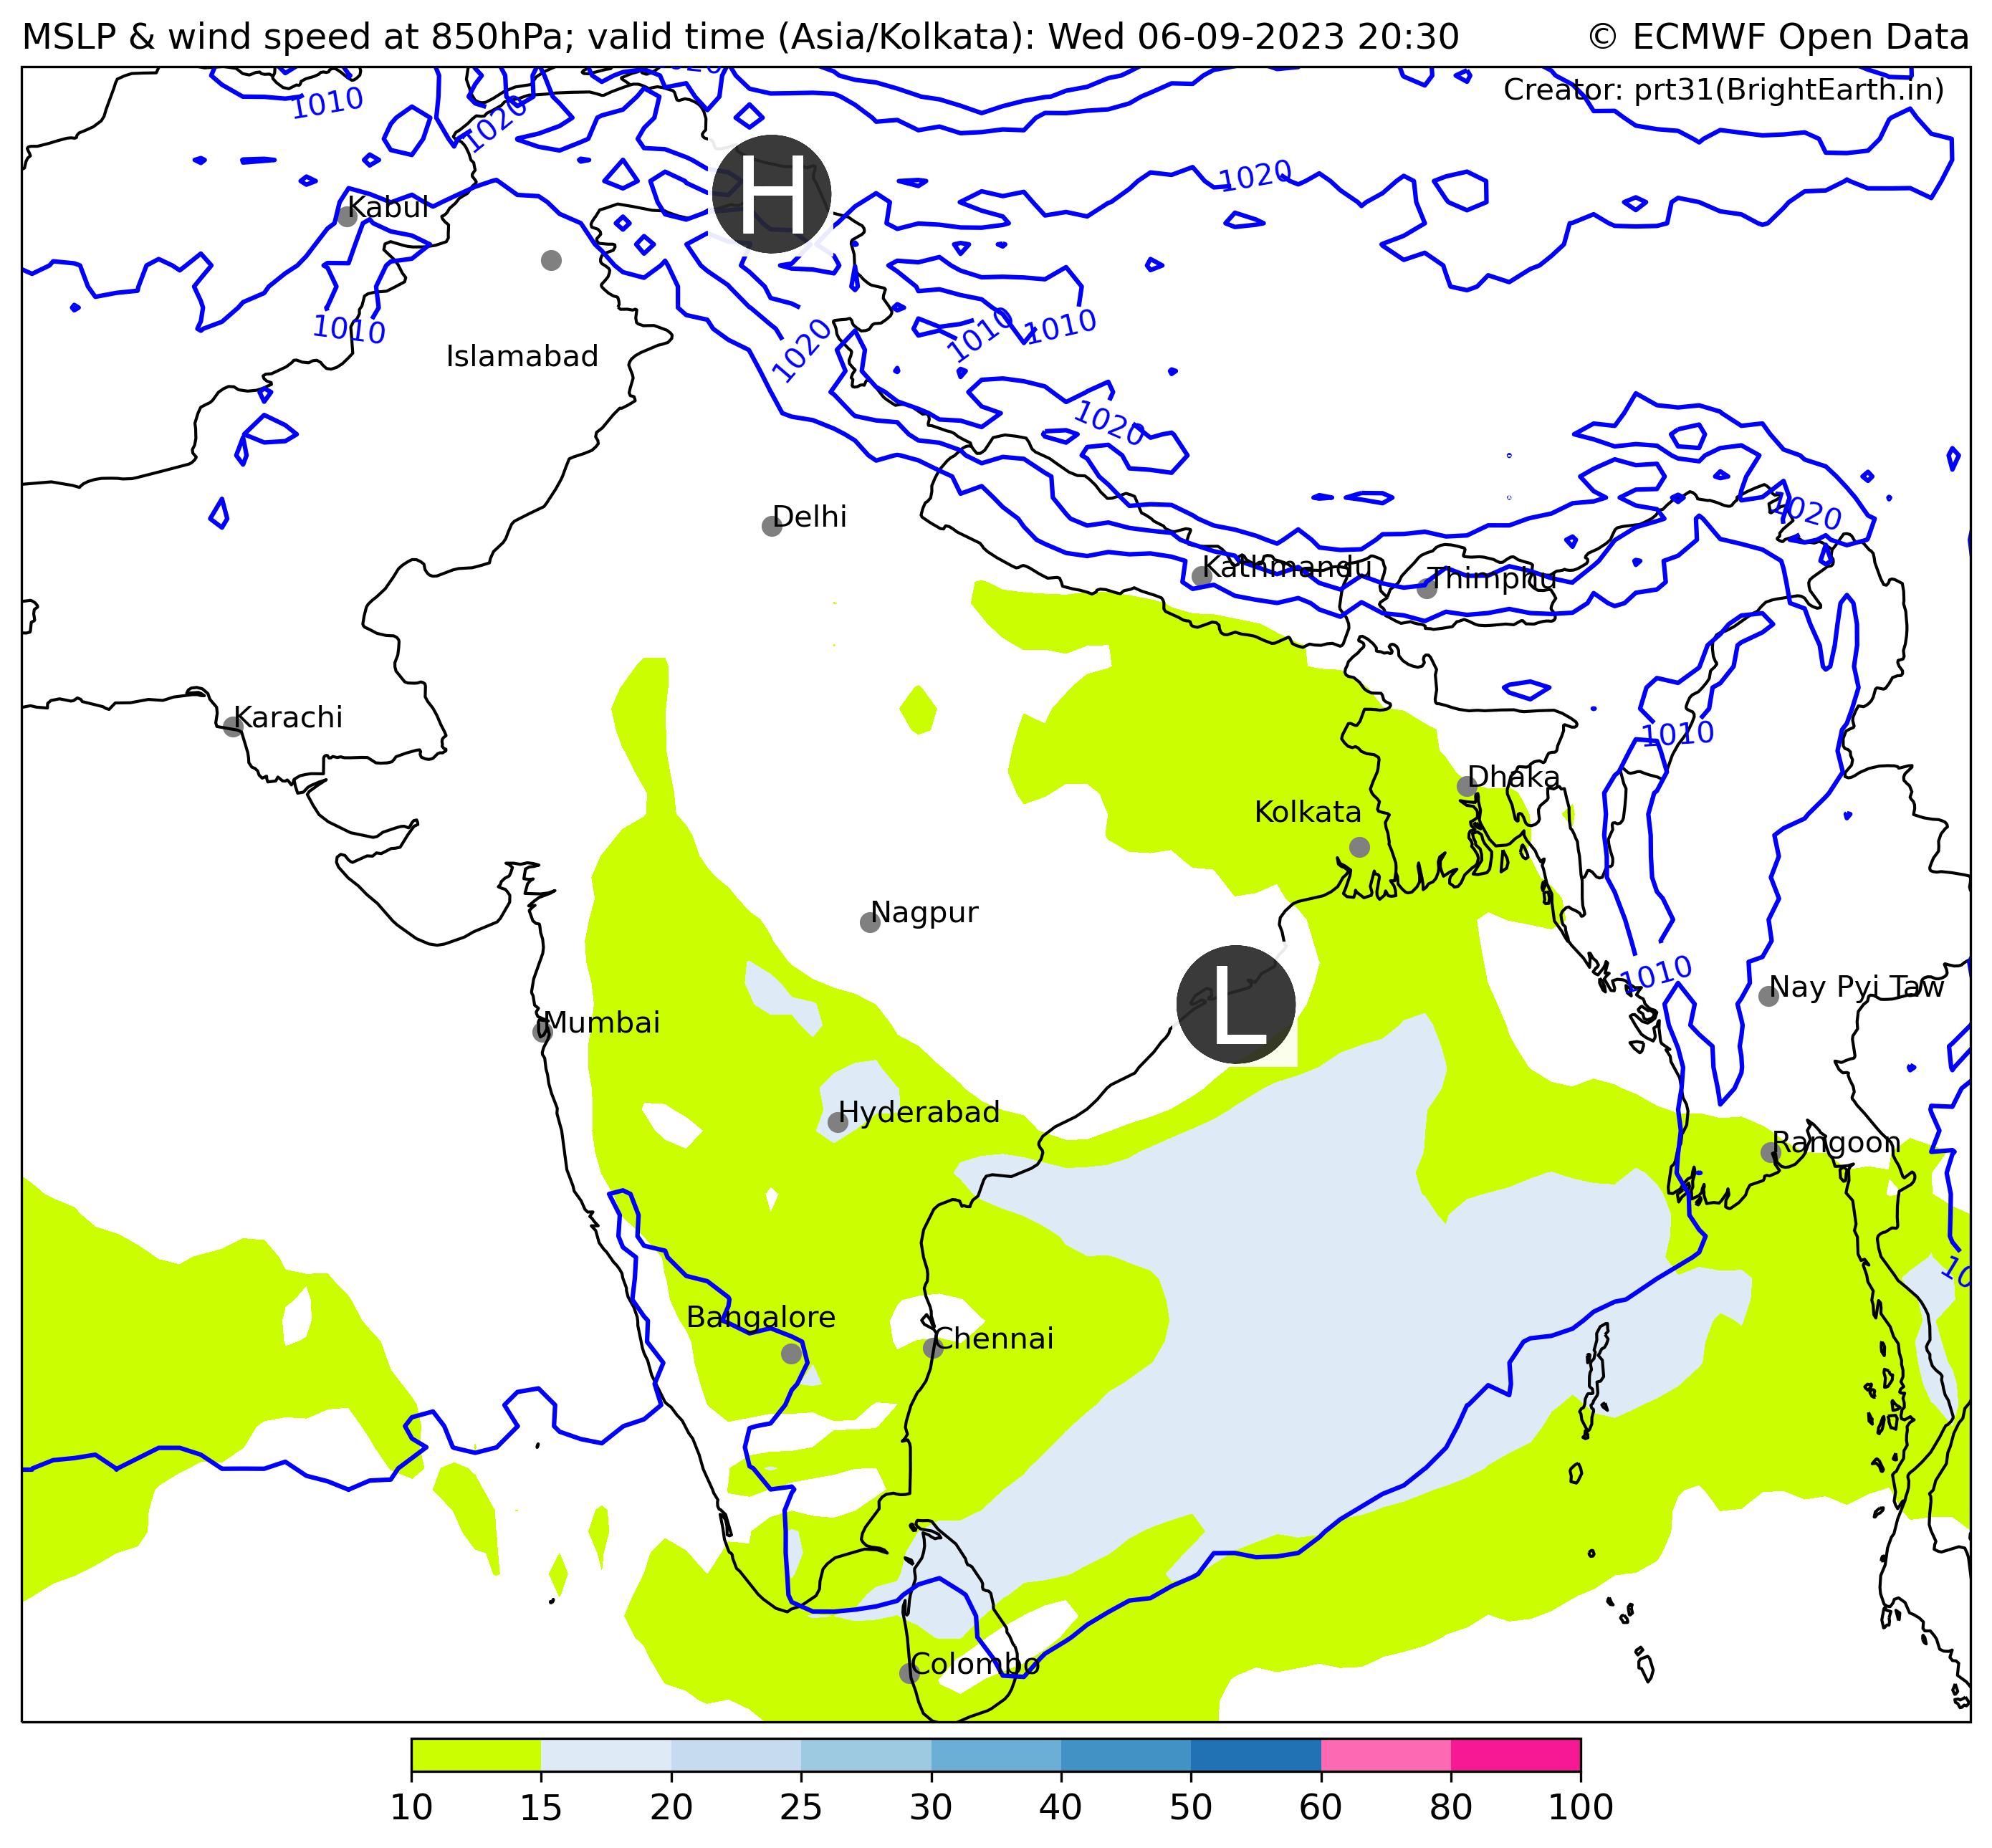 MSLP & wind speed at 850hPa; valid time (Asia/Kolkata): Wed 06-09-2023 20:30
© ECMWF Open Data
Creator: prt31(BrightEarth.in)
1010
1020
H
1020
Kabul
1010
Islamabad
1020
1010
1010
1020
Delhi
1020
Kathmandu
Thimphu
Karachi
1010
Dhaka
Kolkata
Nagpur
1010
Nay Pyi Taw
L
Mumbai
Hyderabad
Rangoon
Bangalore
Chennai
Colombo
10 15 20 25 30 40 50 60 80 100